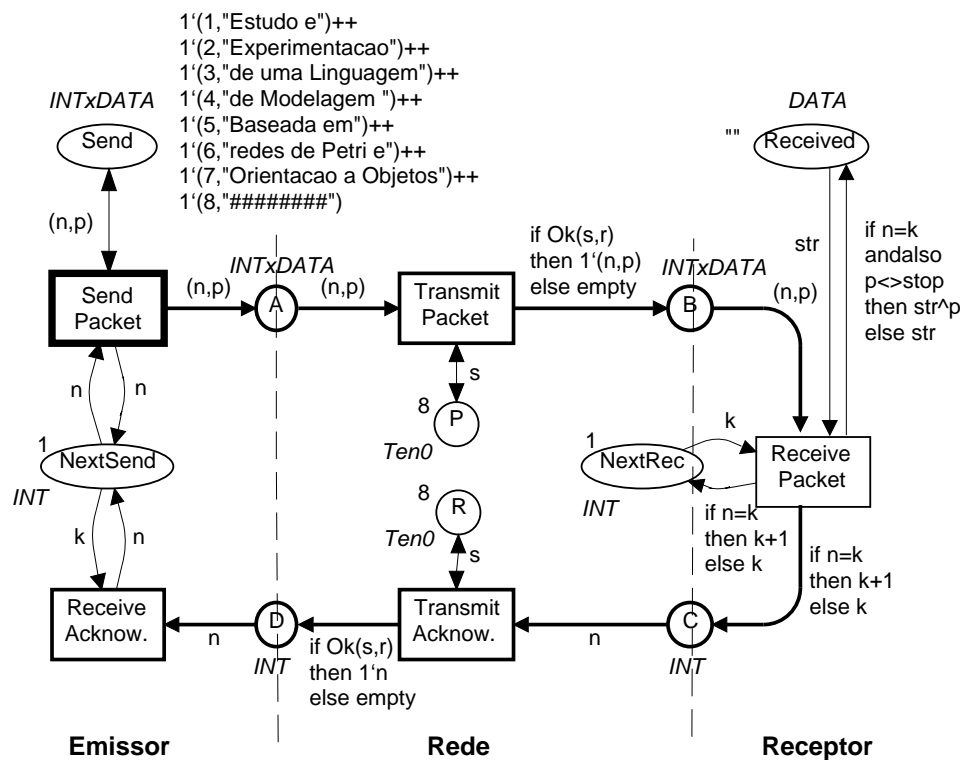 1‘(1,"Estudo e")++
1‘(2,"Experimentacao")++
1‘(3,"de uma Linguagem")++
1‘(4,"de Modelagem ")++
1‘(5,"Baseada em")++
1‘(6,"redes de Petri e")++
1‘(7,"Orientacao a Objetos")++
1‘(8,"########")
INTxDATA
Send
(n,p)
Send
Packet
(n,p)
INTxDATA
A
(n,p)
Transmit
Packet
if Ok(s,r)
then 1‘(n,p)
else empty
INTxDATA
B
(n,p)
DATA
""
Received
str
if n=k
andalso
p<>stop
then str^p
else str
n
n
1
NextSend
INT
k
n
s
8
P
Ten0
8
R
Ten0
s
1
NextRec
INT
k
if n=k
then k+1
else k
Receive
Packet
if n=k
then k+1
else k
Receive
Acknow.
n
D
INT
if Ok(s,r)
then 1‘n
else empty
Transmit
Acknow.
n
C
INT
Emissor
Rede
Receptor